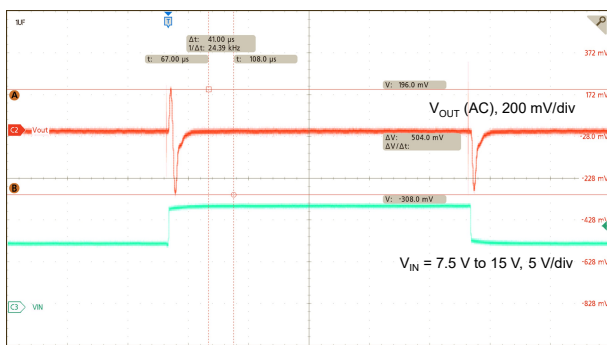 1UF
T
Δt: 41.00 µs
1/Δt: 24.39 kHz
t: 67.00 µs
t: 108.0 µs
372 mV
V: 196.0 mV
A
172 mV
VOUT (AC), 200 mV/div
C2 Vout
ΔV: 504.0 mV
ΔV/Δt:
-28.0 mV
B
-228 mV
V: -308.0 mV
-428 mV
VIN = 7.5 V to 15 V, 5 V/div
-628 mV
C3 VIN
-828 mV